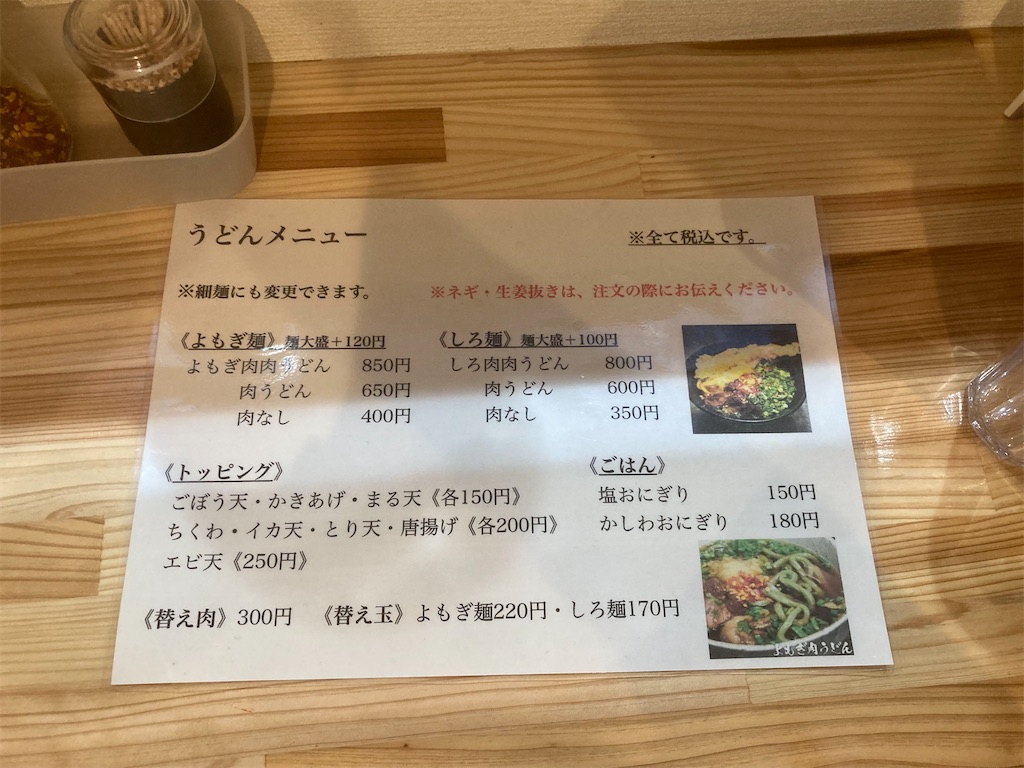 うどんメニュー
※全て税込です。
※細麺にも変更できます。
※ネギ・生姜抜きは、注文の際にお伝えください。
《よもぎ麺》麺大盛＋120円
よもぎ肉肉うどん 850円
肉うどん 650円
肉なし 400円
《しろ麺》麺大盛＋100円
しろ肉肉うどん 800円
肉うどん 600円
肉なし 350円
《トッピング》
ごぼう天・かきあげ・まる天《各150円》
ちくわ・イカ天・とり天・唐揚げ《各200円》
エビ天《250円》
《ごはん》
塩おにぎり 150円
かしわおにぎり 180円
《替え肉》300円 《替え玉》よもぎ麺220円・しろ麺170円
よもぎ肉うどん